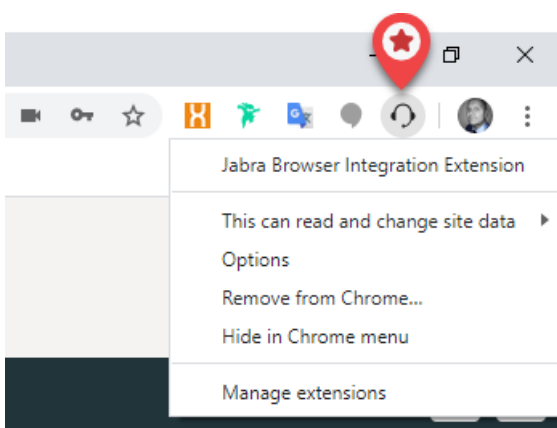 Jabra Browser Integration Extension
This can read and change site data
Options
Remove from Chrome...
Hide in Chrome menu
Manage extensions